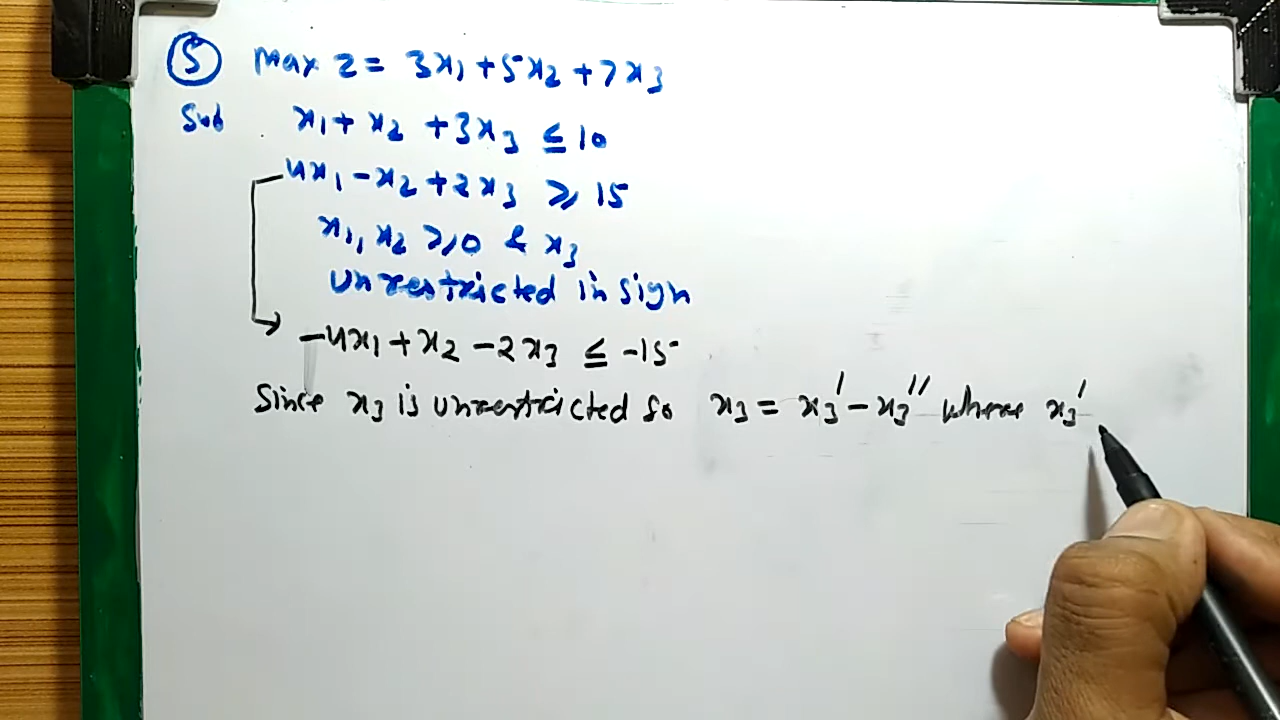 ⑤ Max Z = 3x₁ + 5x₂ + 7x₃
Sub x₁ + x₂ + 3x₃ ≤ 10
4x₁ - x₂ + 2x₃ ≥ 15
x₁, x₂ ≥ 0 & x₃
Unrestricted in sign
-4x₁ + x₂ - 2x₃ ≤ -15
Since x₃ is unrestricted so x₃ = x₃' - x₃'' where x₃'